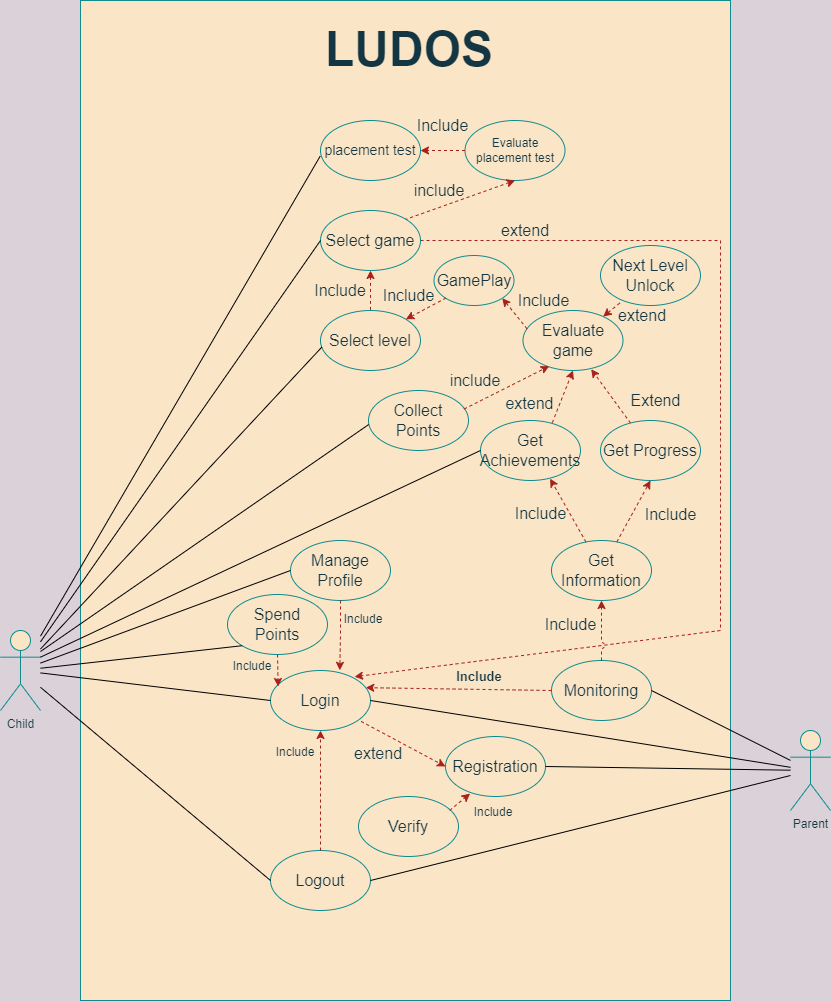 LUDOS
Include
placement test
Evaluate
placement test
include
Select game
extend
GamePlay
Next Level
Unlock
Include
Include
Include
extend
Select level
Evaluate
game
include
Extend
extend
Collect
Points
Get
Achievements
Get Progress
Include
Include
Manage
Profile
Get
Information
Spend
Points
Include
Include
Include
Include
Login
Monitoring
Child
Include
extend
Registration
Include
Verify
Parent
Logout